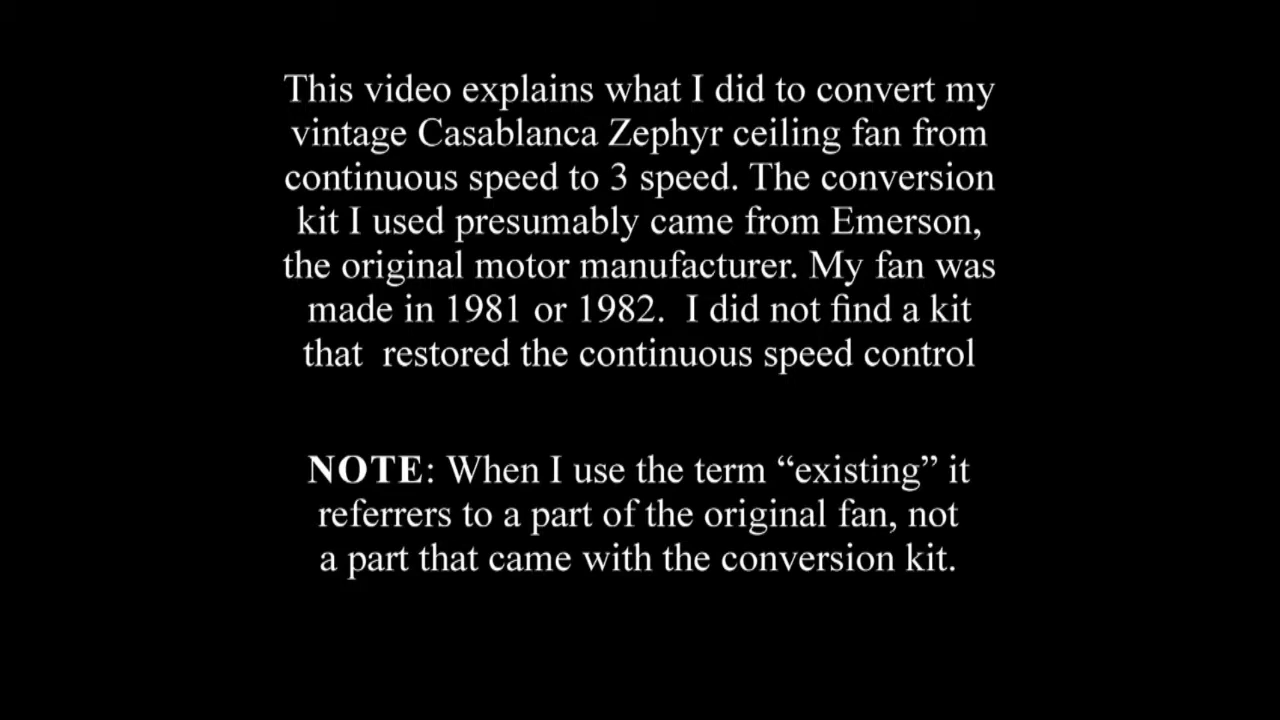 This video explains what I did to convert my
vintage Casablanca Zephyr ceiling fan from
continuous speed to 3 speed. The conversion
kit I used presumably came from Emerson,
the original motor manufacturer. My fan was
made in 1981 or 1982.  I did not find a kit
that  restored the continuous speed control
NOTE: When I use the term “existing” it
referrers to a part of the original fan, not
a part that came with the conversion kit.